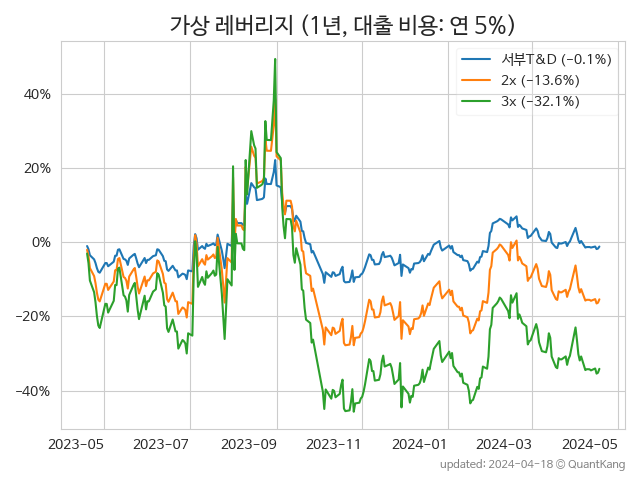 가상 레버리지 (1년, 대출 비용: 연 5%)
서부T&D (−0.1%)
2x (−13.6%)
3x (−32.1%)
40%
20%
0%
−20%
−40%
2023-05 2023-07 2023-09 2023-11 2024-01 2024-03 2024-05
updated: 2024-04-18 © QuantKang